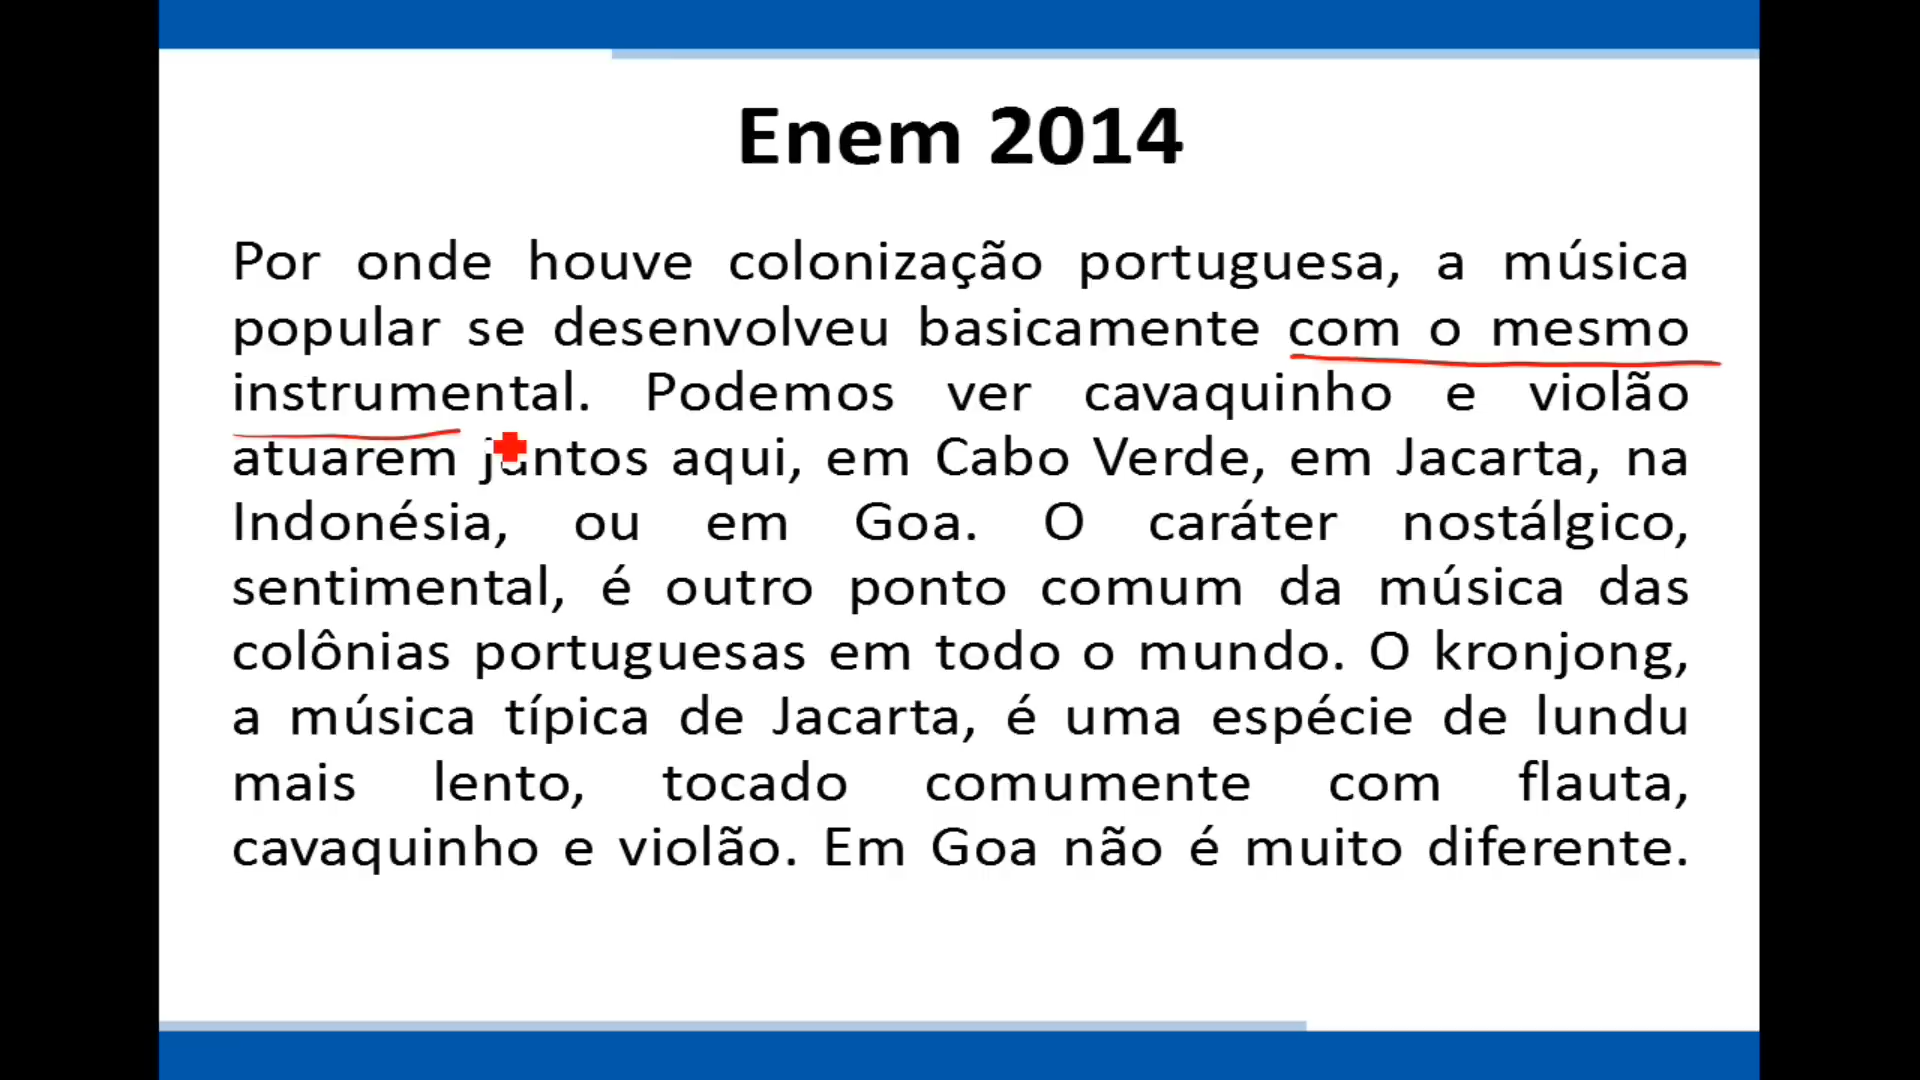 Enem 2014
Por onde houve colonização portuguesa, a música
popular se desenvolveu basicamente com o mesmo
instrumental. Podemos ver cavaquinho e violão
atuarem juntos aqui, em Cabo Verde, em Jacarta, na
Indonésia, ou em Goa. O caráter nostálgico,
sentimental, é outro ponto comum da música das
colônias portuguesas em todo o mundo. O kronjong,
a música típica de Jacarta, é uma espécie de lundu
mais lento, tocado comumente com flauta,
cavaquinho e violão. Em Goa não é muito diferente.